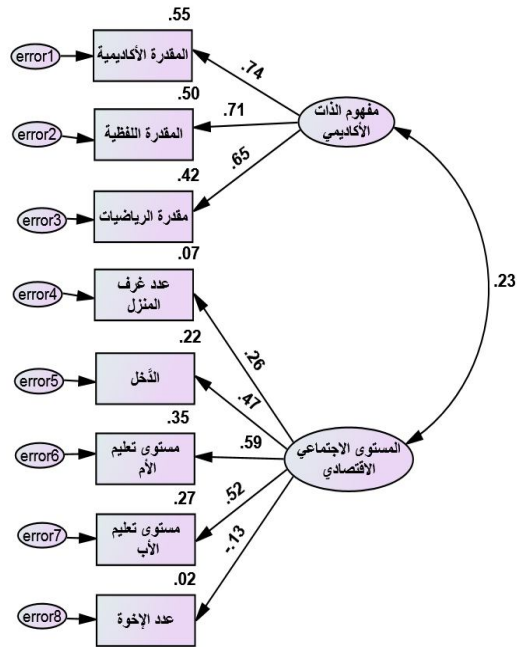 .55
error1
المقدرة الأكاديمية
.74
.50
error2
المقدرة اللفظية
.71
مفهوم الذات
الأكاديمي
.65
.42
error3
مقدرة الرياضيات
.07
error4
عدد غرف
المنزل
.23
.26
.22
error5
الدَّخل
.47
.35
error6
مستوى تعليم
الأم
.59
المستوى الاجتماعي
الاقتصادي
.27
error7
مستوى تعليم
الأب
.52
-.13
.02
error8
عدد الإخوة